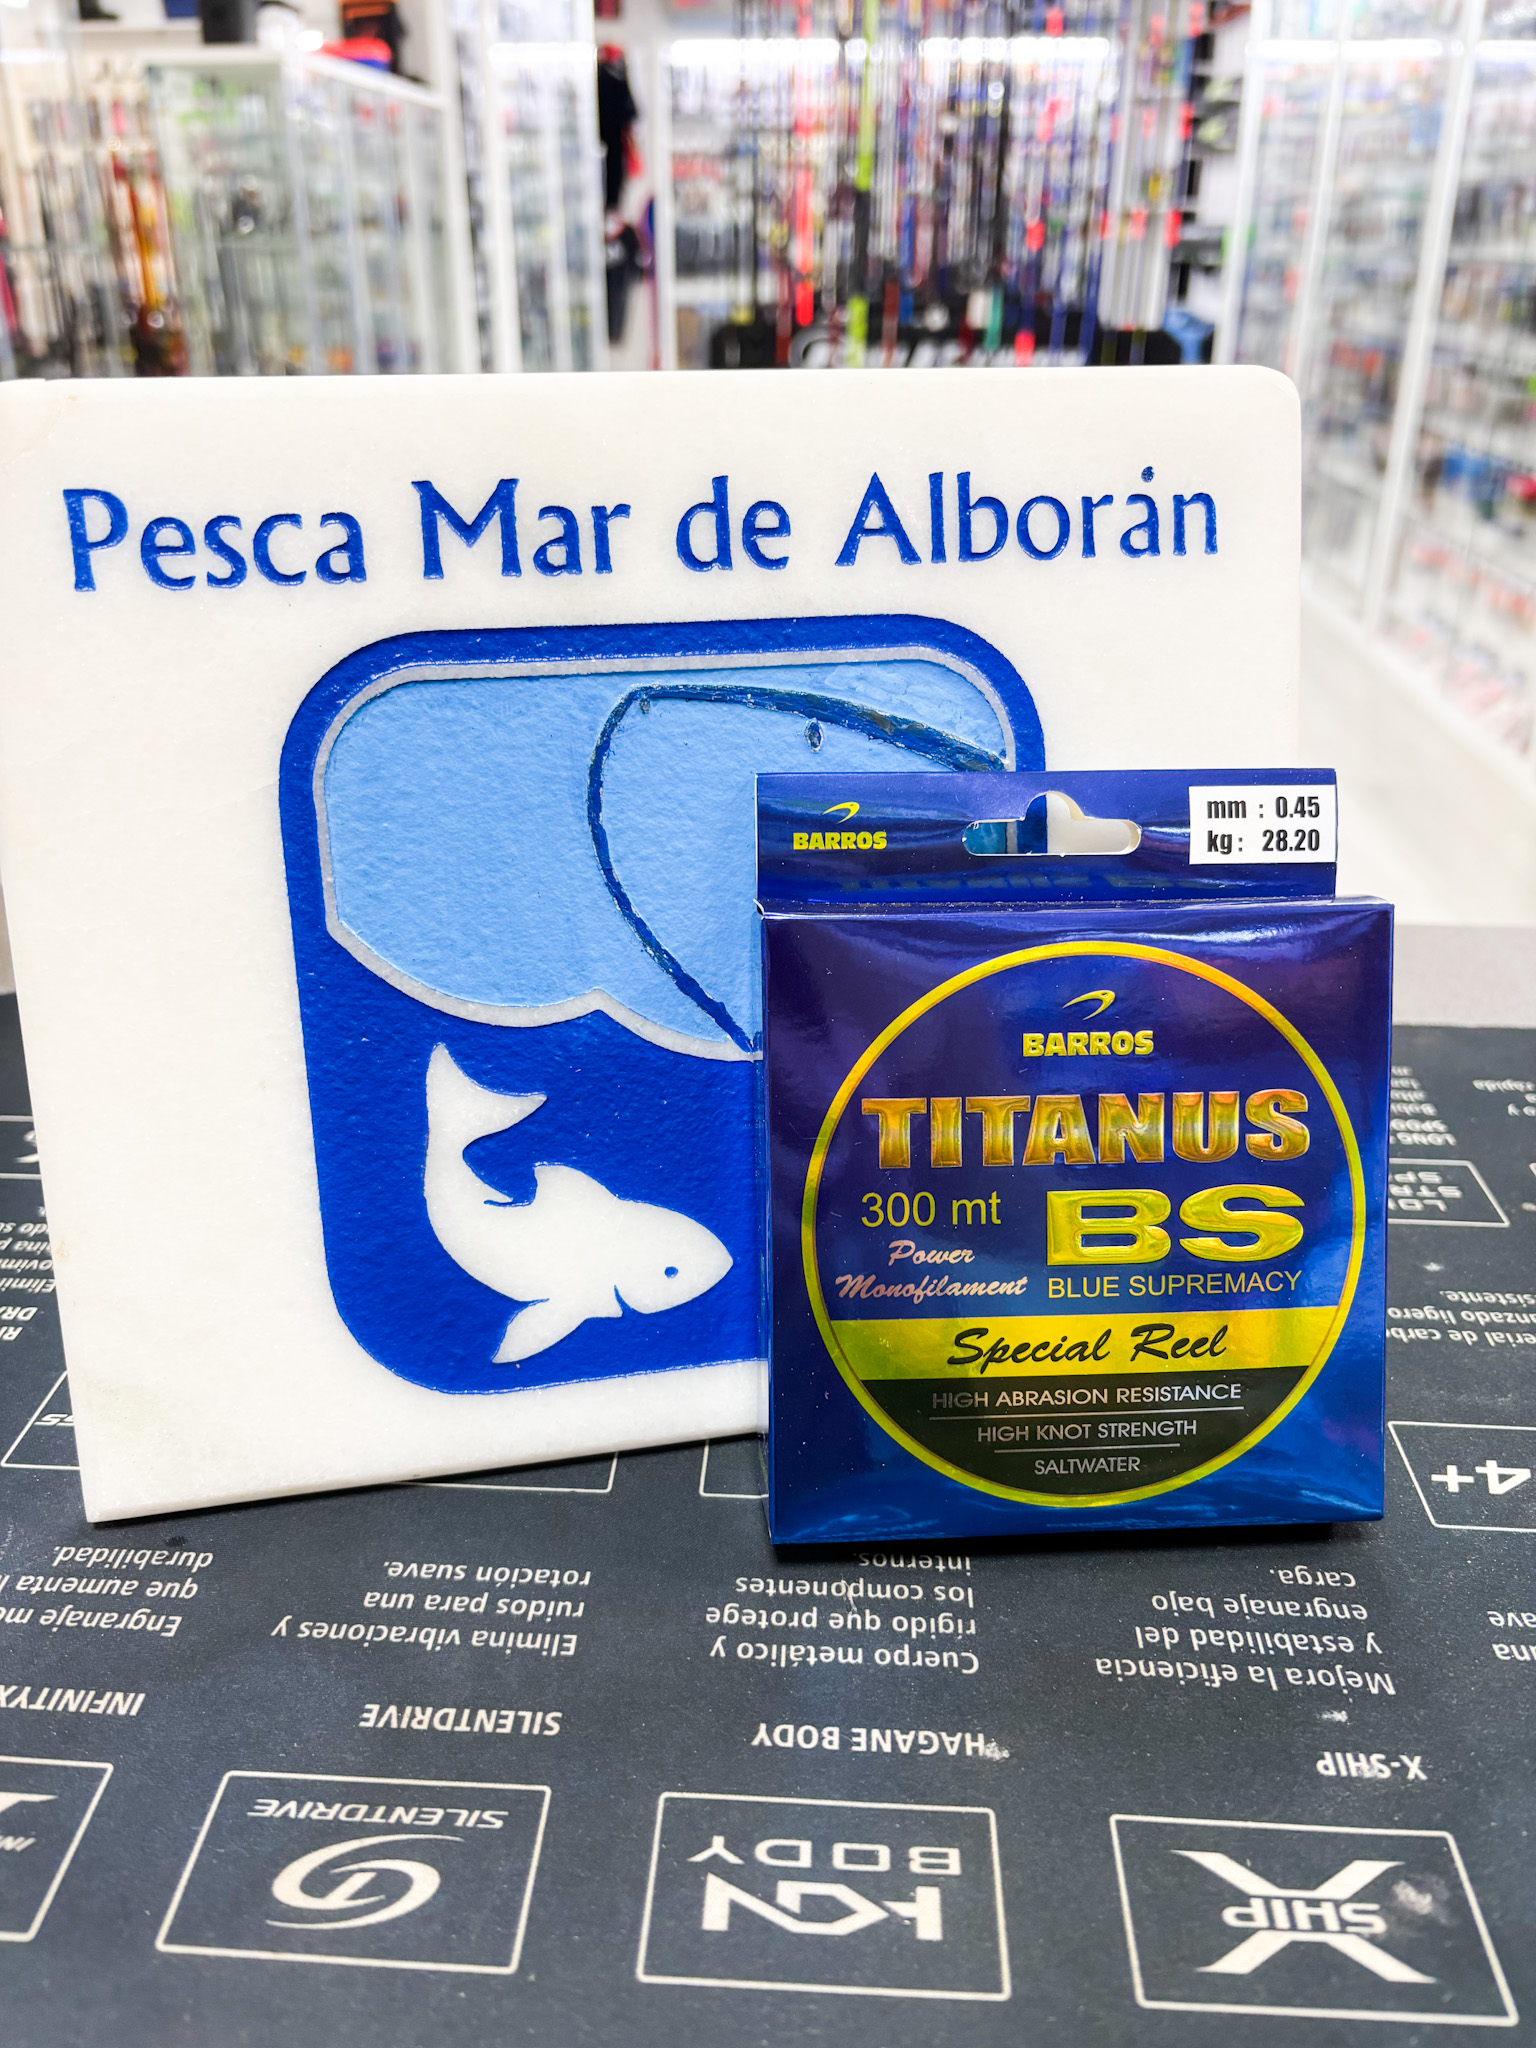 Pesca Mar de Alborán
BARROS
mm : 0.45
kg : 28.20
BARROS
TITANUS
300 mt
BS
Power
Monofilament
BLUE SUPREMACY
Special Reel
HIGH ABRASION RESISTANCE
HIGH KNOT STRENGTH
SALTWATER
4+
X-SHIP
Mejora la eficiencia
y estabilidad del
engranaje bajo
carga.
HAGANE BODY
Cuerpo metálico y
rígido que protege
los componentes
internos.
SILENTDRIVE
Elimina vibraciones y
ruidos para una
rotación suave.
Engranaje
que aumenta
durabilidad.
X
SHIP
HGN
BODY
SILENTDRIVE